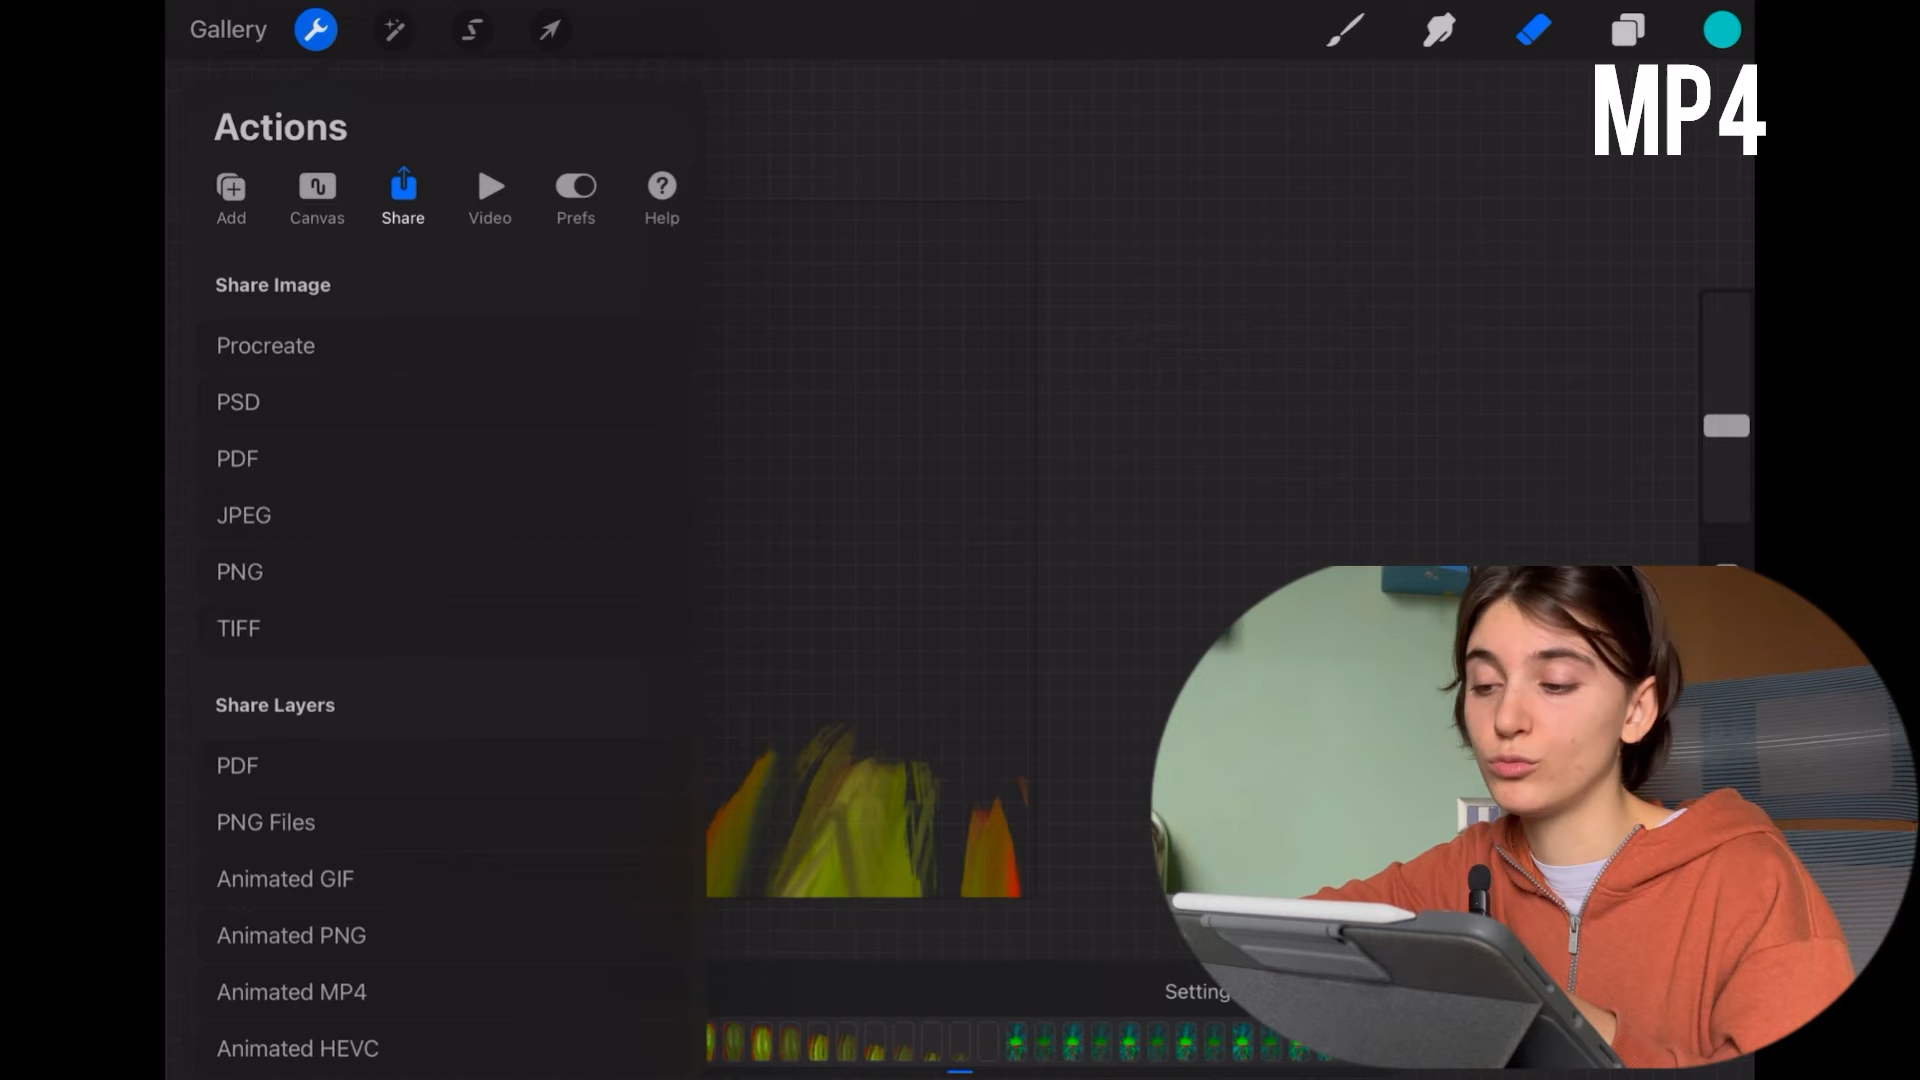 Gallery
MP4
Actions
Add Canvas Share Video Prefs Help
Share Image
Procreate
PSD
PDF
JPEG
PNG
TIFF
Share Layers
PDF
PNG Files
Animated GIF
Animated PNG
Animated MP4
Setting
Animated HEVC